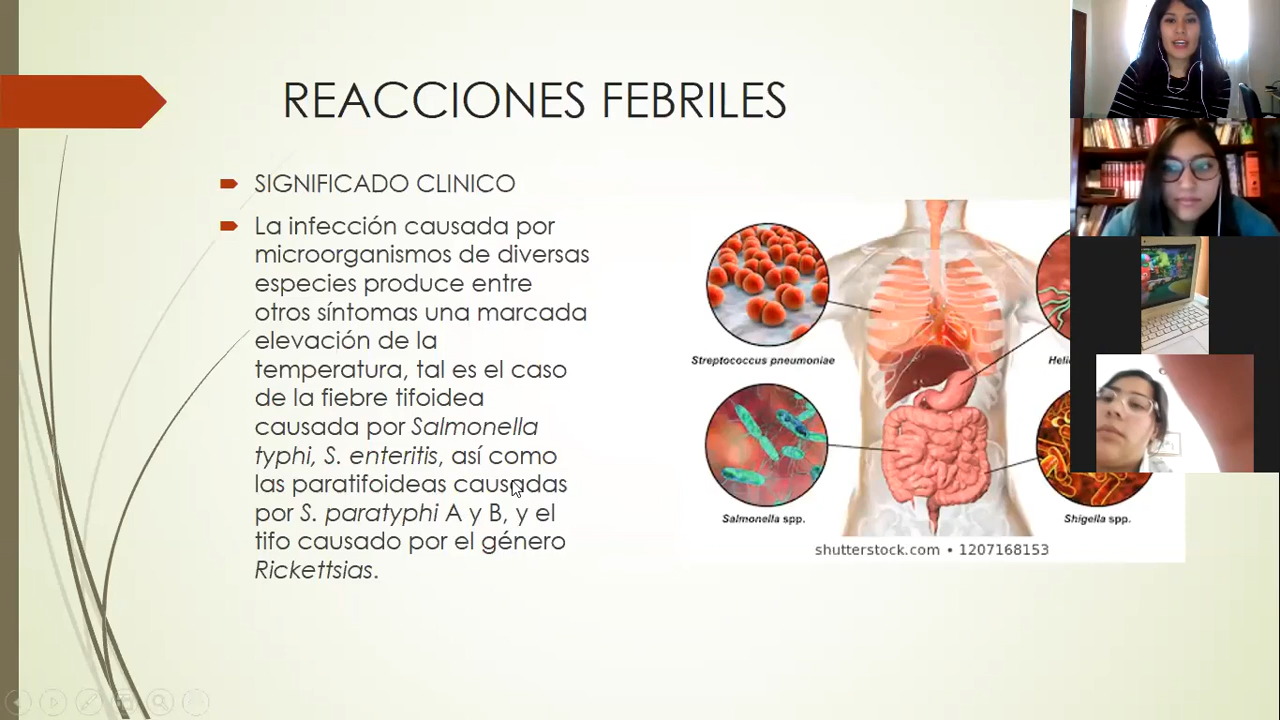 REACCIONES FEBRILES
SIGNIFICADO CLINICO
La infección causada por
microorganismos de diversas
especies produce entre
otros síntomas una marcada
elevación de la
temperatura, tal es el caso
de la fiebre tifoidea
causada por Salmonella
typhi, S. enteritis, así como
las paratifoideas causadas
por S. paratyphi A y B, y el
tifo causado por el género
Rickettsias.
Streptococcus pneumoniae
Heli
Salmonella spp.
Shigella spp.
shutterstock.com • 1207168153